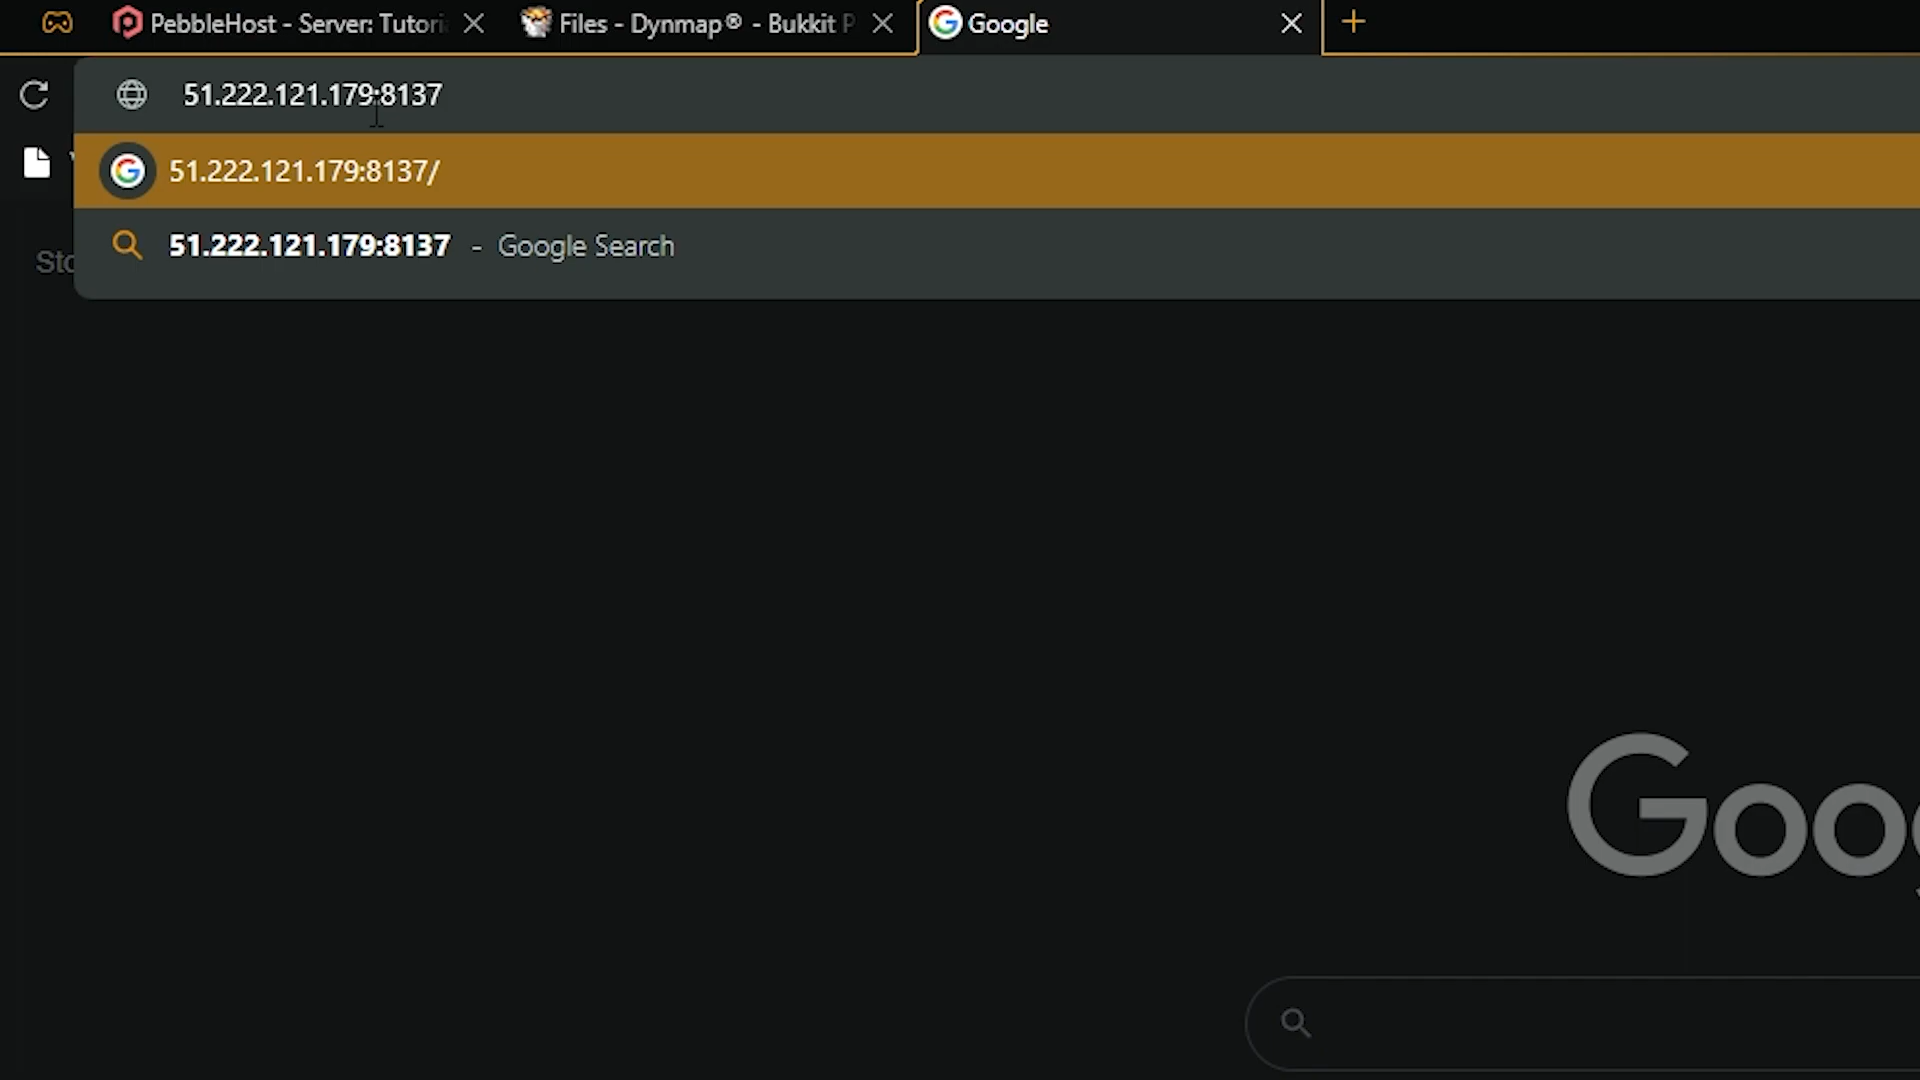 PebbleHost - Server: Tutori
Files - Dynmap® - Bukkit P
Google
51.222.121.179:8137
51.222.121.179:8137/
51.222.121.179:8137 - Google Search
Sto
Goo